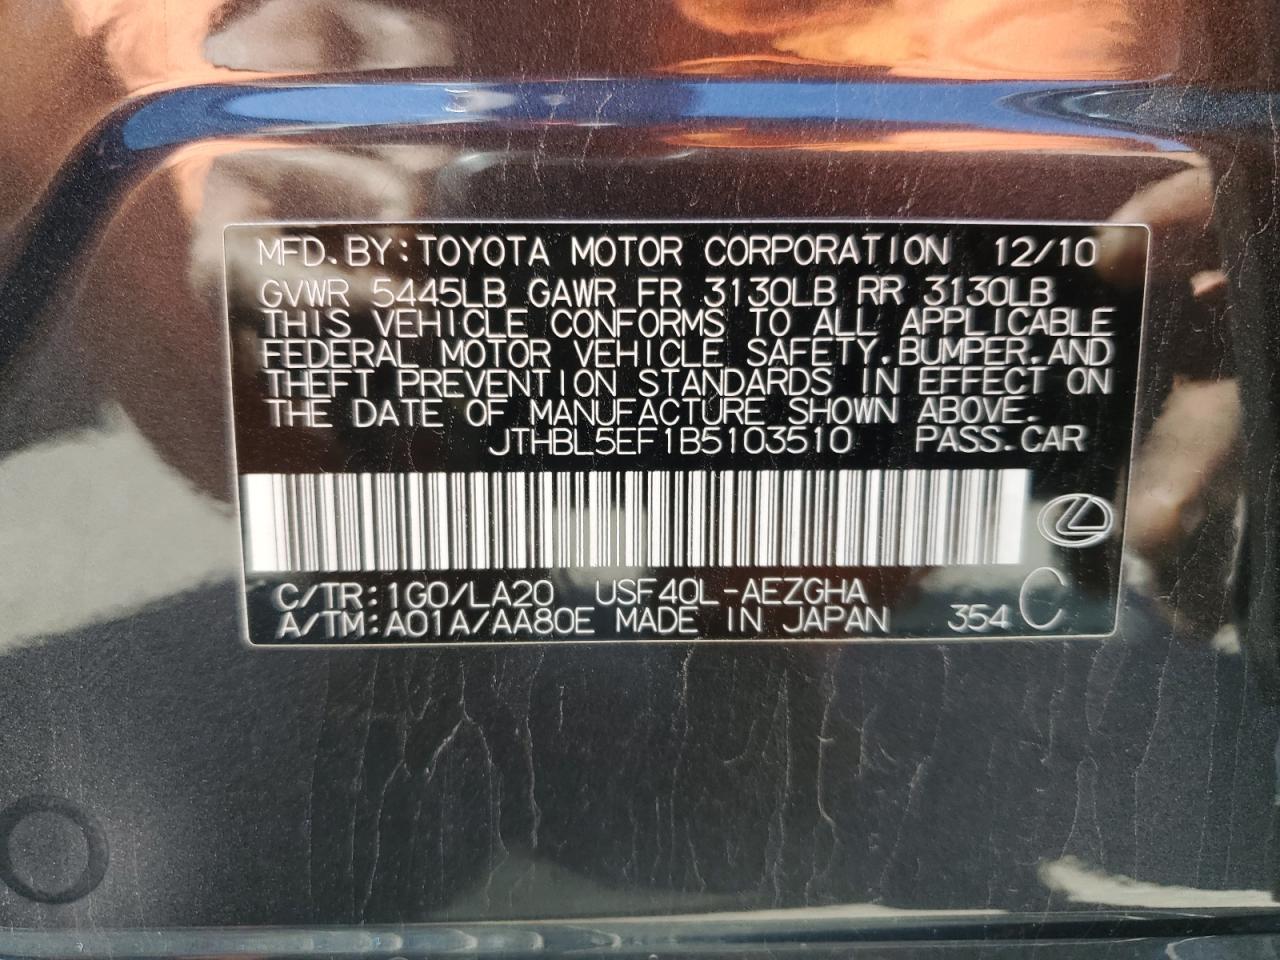 MFD.BY:TOYOTA MOTOR CORPORATION 12/10
GVWR 5445LB GAWR FR 3130LB RR 3130LB
THIS VEHICLE CONFORMS TO ALL APPLICABLE
FEDERAL MOTOR VEHICLE SAFETY,BUMPER,AND
THEFT PREVENTION STANDARDS IN EFFECT ON
THE DATE OF MANUFACTURE SHOWN ABOVE.
JTHBL5EF1B5103510 PASS.CAR
C/TR:1G0/LA20 USF40L-AEZGHA
A/TM:A01A/AA80E MADE IN JAPAN 354 C